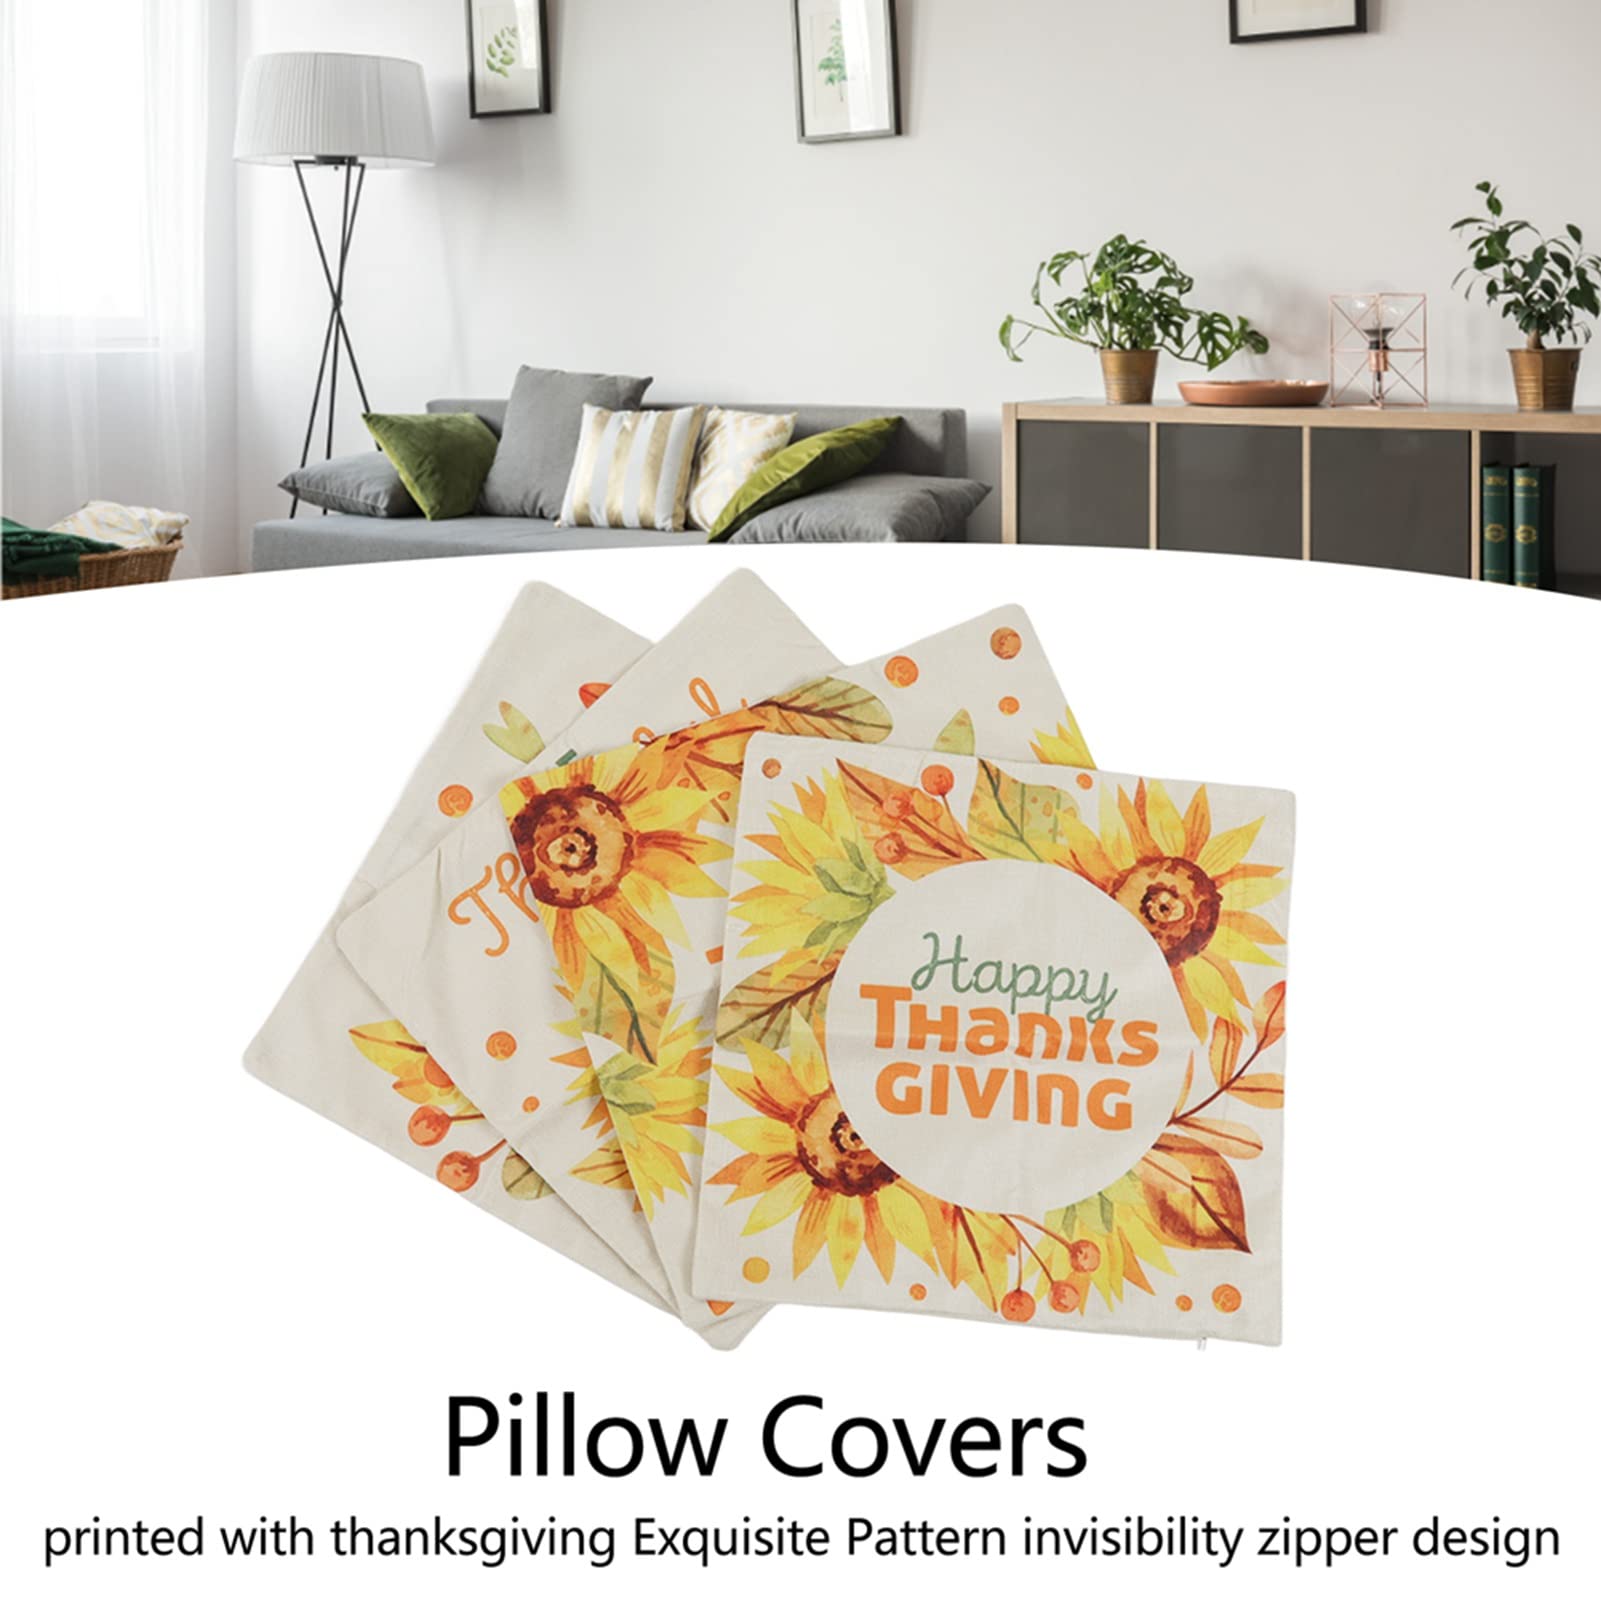 Happy
THanks
GIVING
Pillow Covers
printed with thanksgiving Exquisite Pattern invisibility zipper design